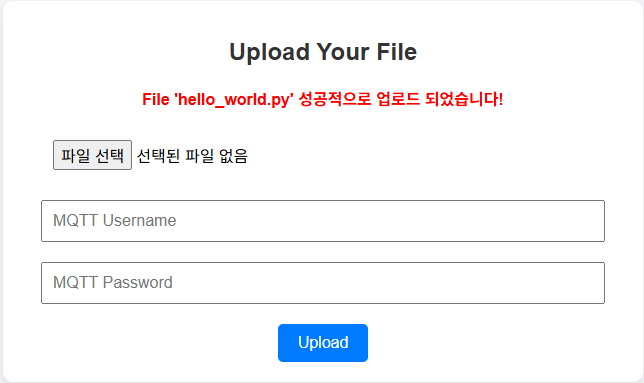 Upload Your File
File 'hello_world.py' 성공적으로 업로드 되었습니다!
파일 선택 선택된 파일 없음
MQTT Username
MQTT Password
Upload